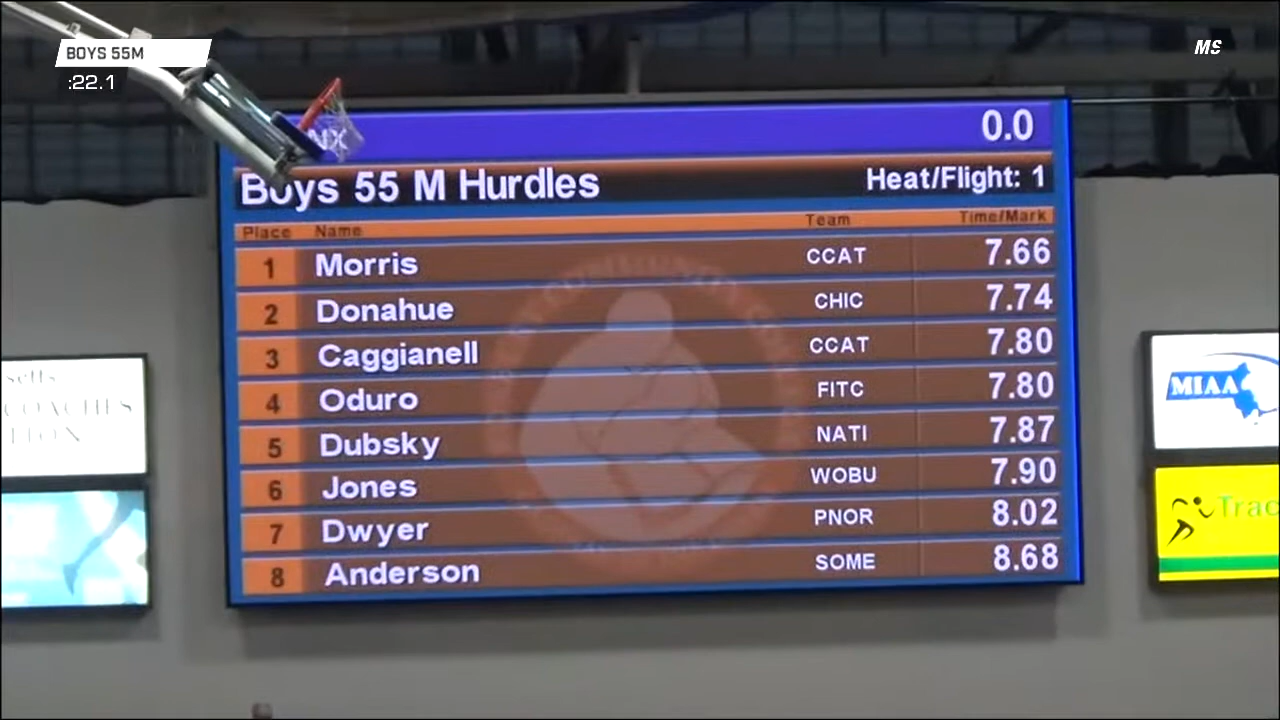 BOYS 55M
:22.1
MS
NX
0.0
Boys 55 M Hurdles
Heat/Flight: 1
Place Name Team Time/Mark
1 Morris CCAT 7.66
2 Donahue CHIC 7.74
3 Caggianell CCAT 7.80
4 Oduro FITC 7.80
5 Dubsky NATI 7.87
6 Jones WOBU 7.90
7 Dwyer PNOR 8.02
8 Anderson SOME 8.68
COACHES
MIAA
Trac